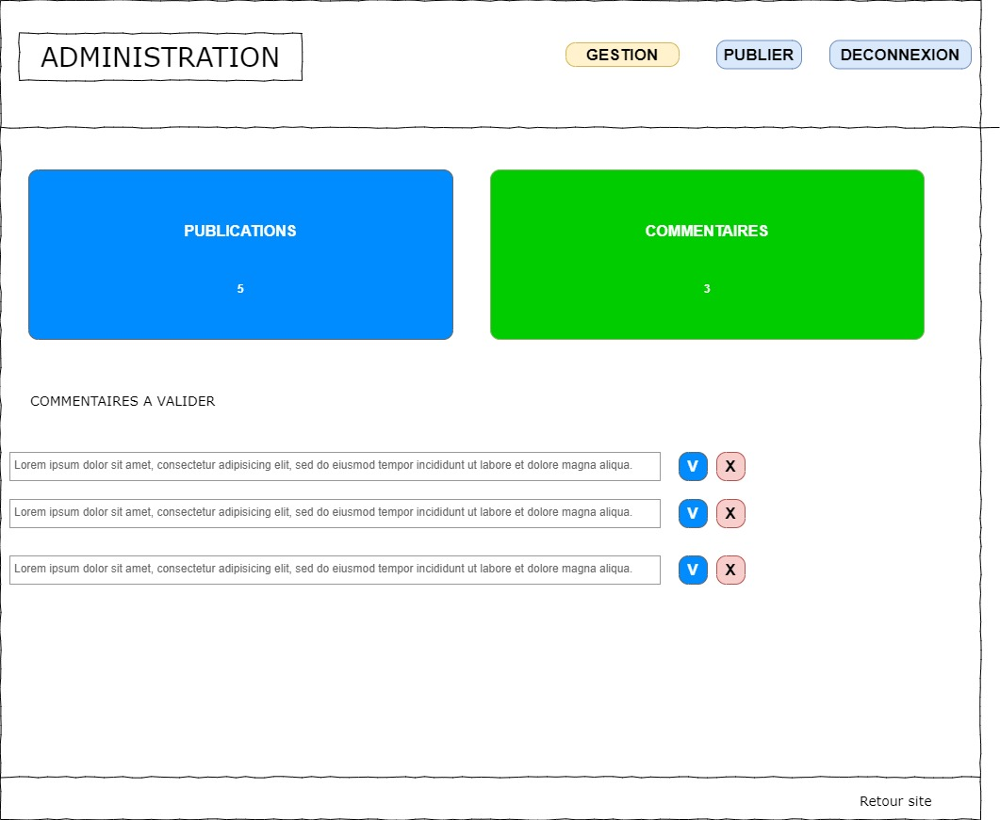 ADMINISTRATION
GESTION
PUBLIER
DECONNEXION
PUBLICATIONS
5
COMMENTAIRES
3
COMMENTAIRES A VALIDER
Lorem ipsum dolor sit amet, consectetur adipisicing elit, sed do eiusmod tempor incididunt ut labore et dolore magna aliqua. V X
Lorem ipsum dolor sit amet, consectetur adipisicing elit, sed do eiusmod tempor incididunt ut labore et dolore magna aliqua. V X
Lorem ipsum dolor sit amet, consectetur adipisicing elit, sed do eiusmod tempor incididunt ut labore et dolore magna aliqua. V X
Retour site